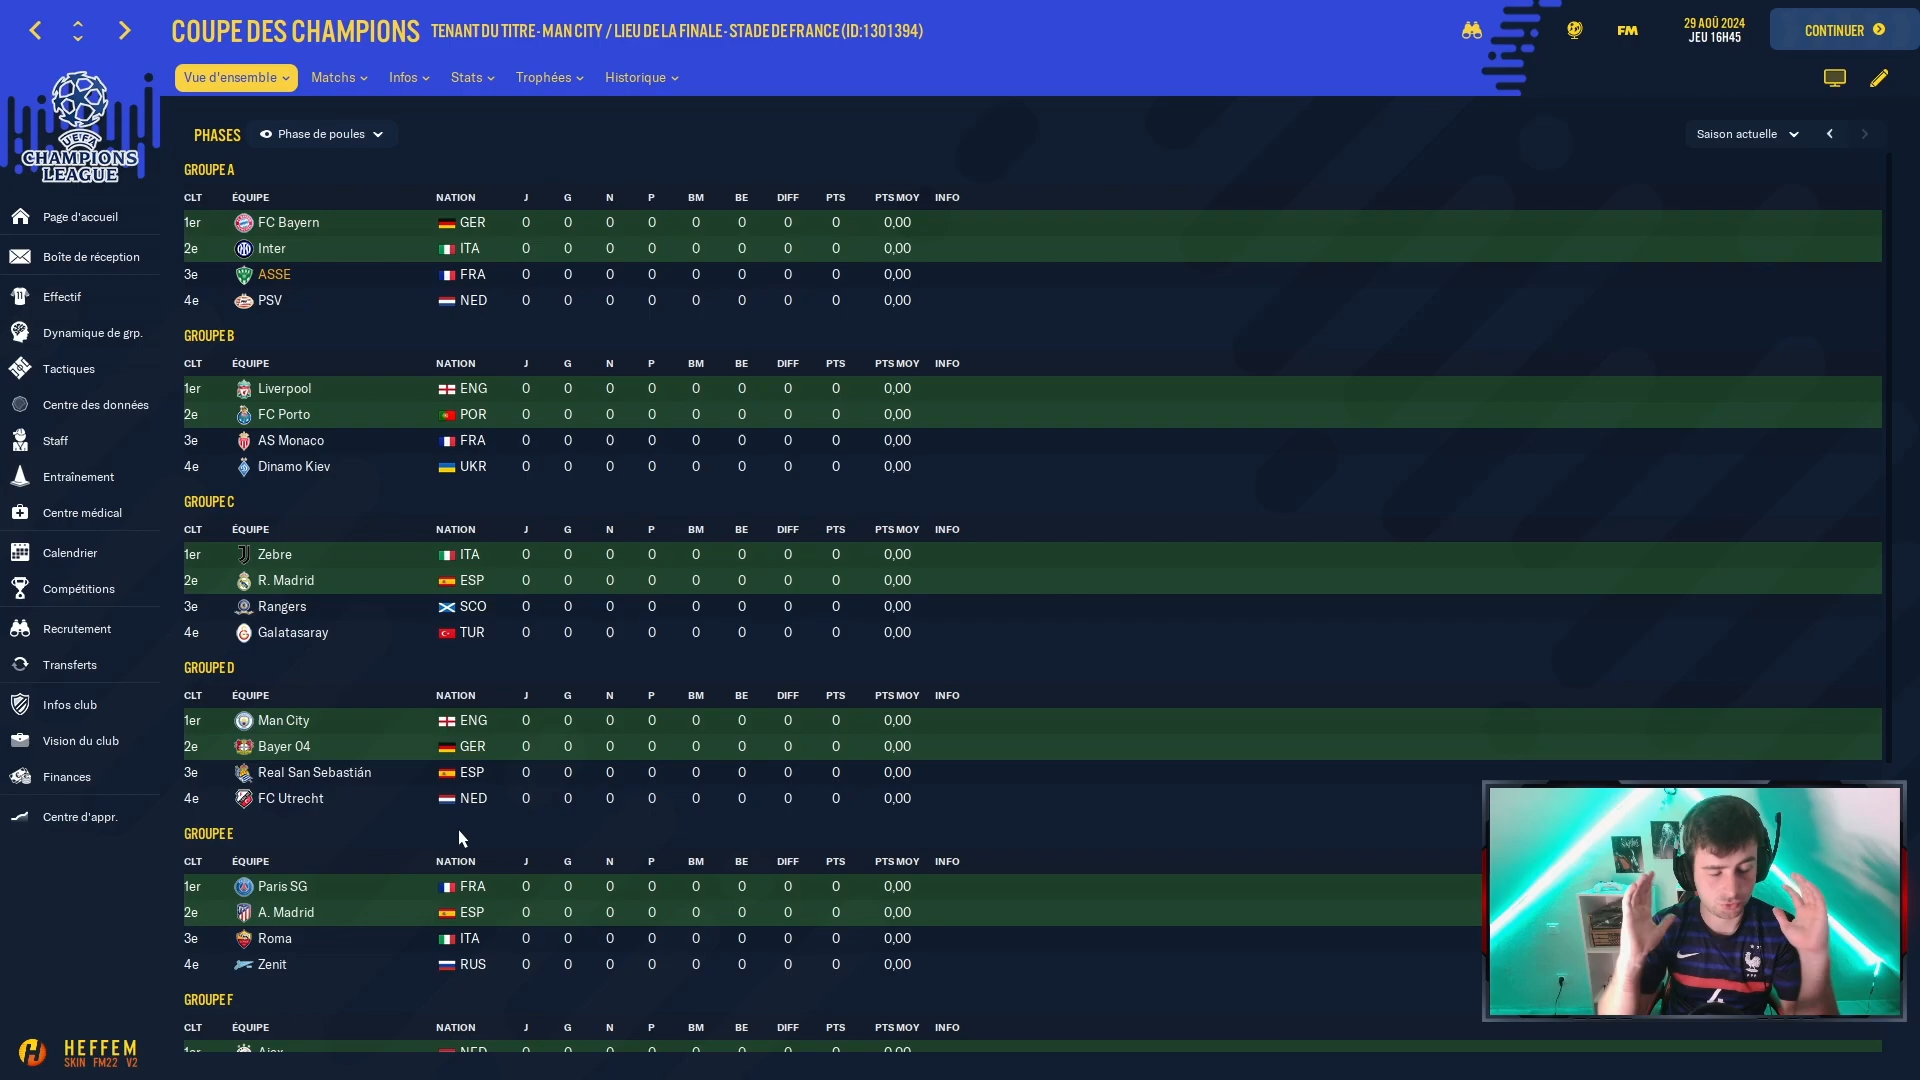 COUPE DES CHAMPIONS TENANT DU TITRE - MAN CITY / LIEU DE LA FINALE - STADE DE FRANCE (ID:1301394)
FM
29 AOÛ 2024
JEU 16H45
CONTINUER
Vue d'ensemble Matchs Infos Stats Trophées Historique
UEFA
CHAMPIONS
LEAGUE
Page d'accueil
Boîte de réception
11
Effectif
Dynamique de grp.
Tactiques
Centre des données
Staff
Entraînement
Centre médical
Calendrier
Compétitions
Recrutement
Transferts
Infos club
Vision du club
Finances
Centre d'appr.
HEFFEM
SKIN FM22 V2
PHASES Phase de poules
Saison actuelle
GROUPE A
CLT ÉQUIPE NATION J G N P BM BE DIFF PTS PTS MOY INFO
1er FC Bayern GER 0 0 0 0 0 0 0 0 0,00
2e Inter ITA 0 0 0 0 0 0 0 0 0,00
3e ASSE FRA 0 0 0 0 0 0 0 0 0,00
4e PSV NED 0 0 0 0 0 0 0 0 0,00
GROUPE B
CLT ÉQUIPE NATION J G N P BM BE DIFF PTS PTS MOY INFO
1er Liverpool ENG 0 0 0 0 0 0 0 0 0,00
2e FC Porto POR 0 0 0 0 0 0 0 0 0,00
3e AS Monaco FRA 0 0 0 0 0 0 0 0 0,00
4e Dinamo Kiev UKR 0 0 0 0 0 0 0 0 0,00
GROUPE C
CLT ÉQUIPE NATION J G N P BM BE DIFF PTS PTS MOY INFO
1er Zebre ITA 0 0 0 0 0 0 0 0 0,00
2e R. Madrid ESP 0 0 0 0 0 0 0 0 0,00
3e Rangers SCO 0 0 0 0 0 0 0 0 0,00
4e Galatasaray TUR 0 0 0 0 0 0 0 0 0,00
GROUPE D
CLT ÉQUIPE NATION J G N P BM BE DIFF PTS PTS MOY INFO
1er Man City ENG 0 0 0 0 0 0 0 0 0,00
2e Bayer 04 GER 0 0 0 0 0 0 0 0 0,00
3e Real San Sebastián ESP 0 0 0 0 0 0 0 0 0,00
4e FC Utrecht NED 0 0 0 0 0 0 0 0 0,00
GROUPE E
CLT ÉQUIPE NATION J G N P BM BE DIFF PTS PTS MOY INFO
1er Paris SG FRA 0 0 0 0 0 0 0 0 0,00
2e A. Madrid ESP 0 0 0 0 0 0 0 0 0,00
3e Roma ITA 0 0 0 0 0 0 0 0 0,00
4e Zenit RUS 0 0 0 0 0 0 0 0 0,00
GROUPE F
CLT ÉQUIPE NATION J G N P BM BE DIFF PTS PTS MOY INFO
1er Ajax NED 0 0 0 0 0 0 0 0 0,00